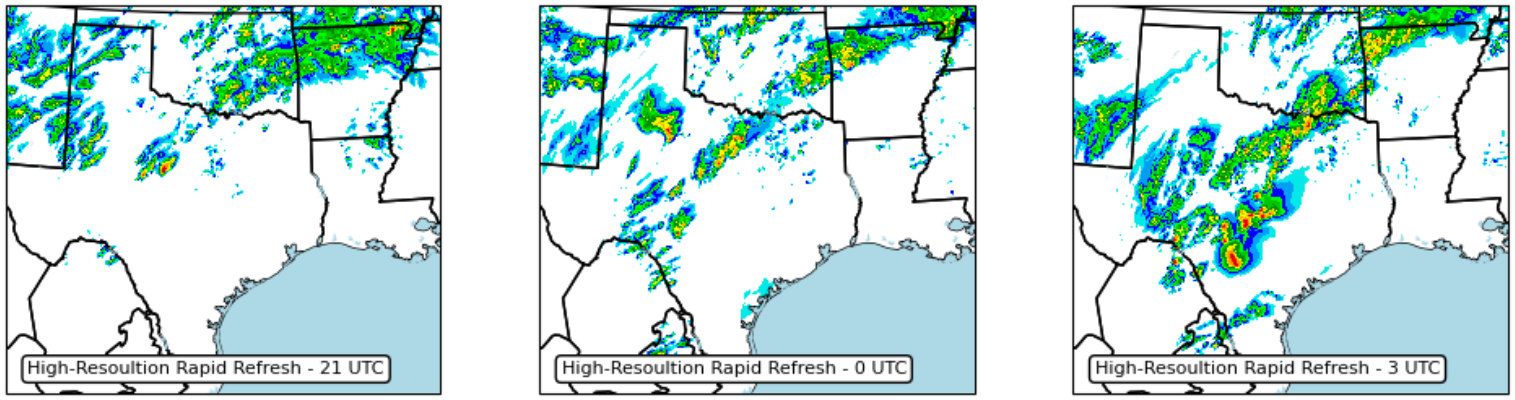 High-Resoultion Rapid Refresh - 21 UTC
High-Resoultion Rapid Refresh - 0 UTC
High-Resoultion Rapid Refresh - 3 UTC